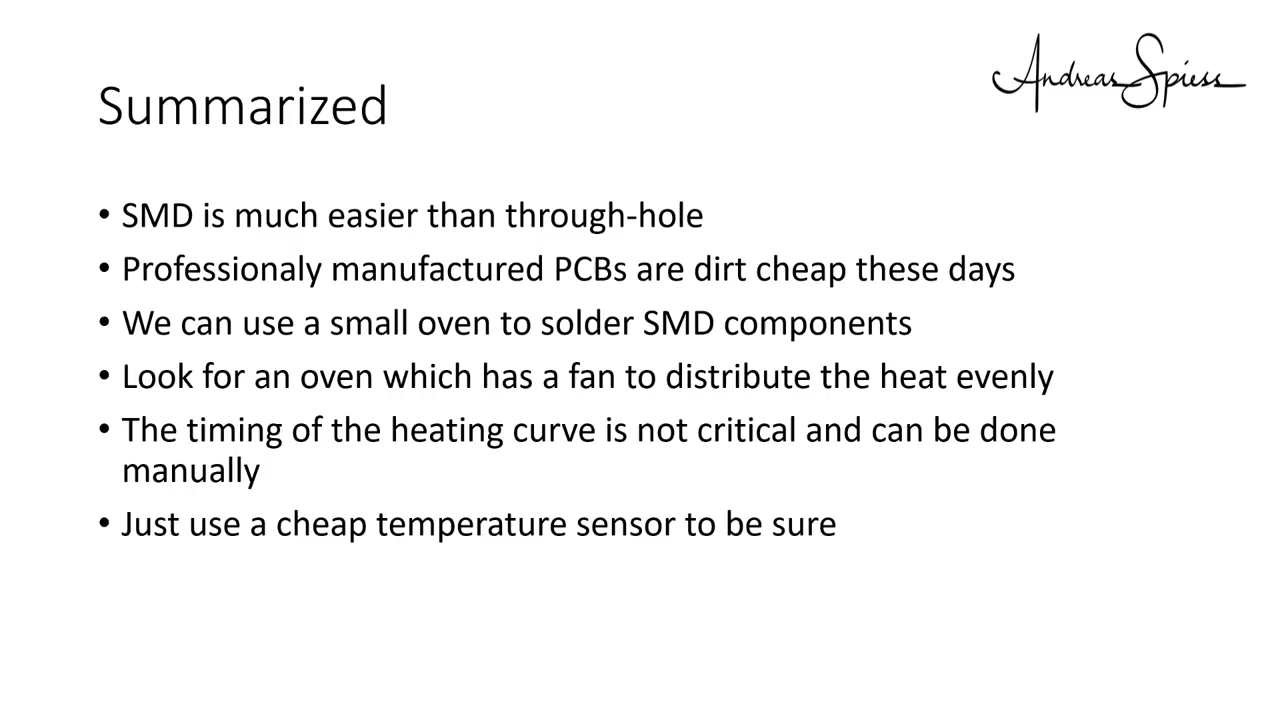 Andreas Spiess
Summarized
• SMD is much easier than through-hole
• Professionaly manufactured PCBs are dirt cheap these days
• We can use a small oven to solder SMD components
• Look for an oven which has a fan to distribute the heat evenly
• The timing of the heating curve is not critical and can be done
manually
• Just use a cheap temperature sensor to be sure